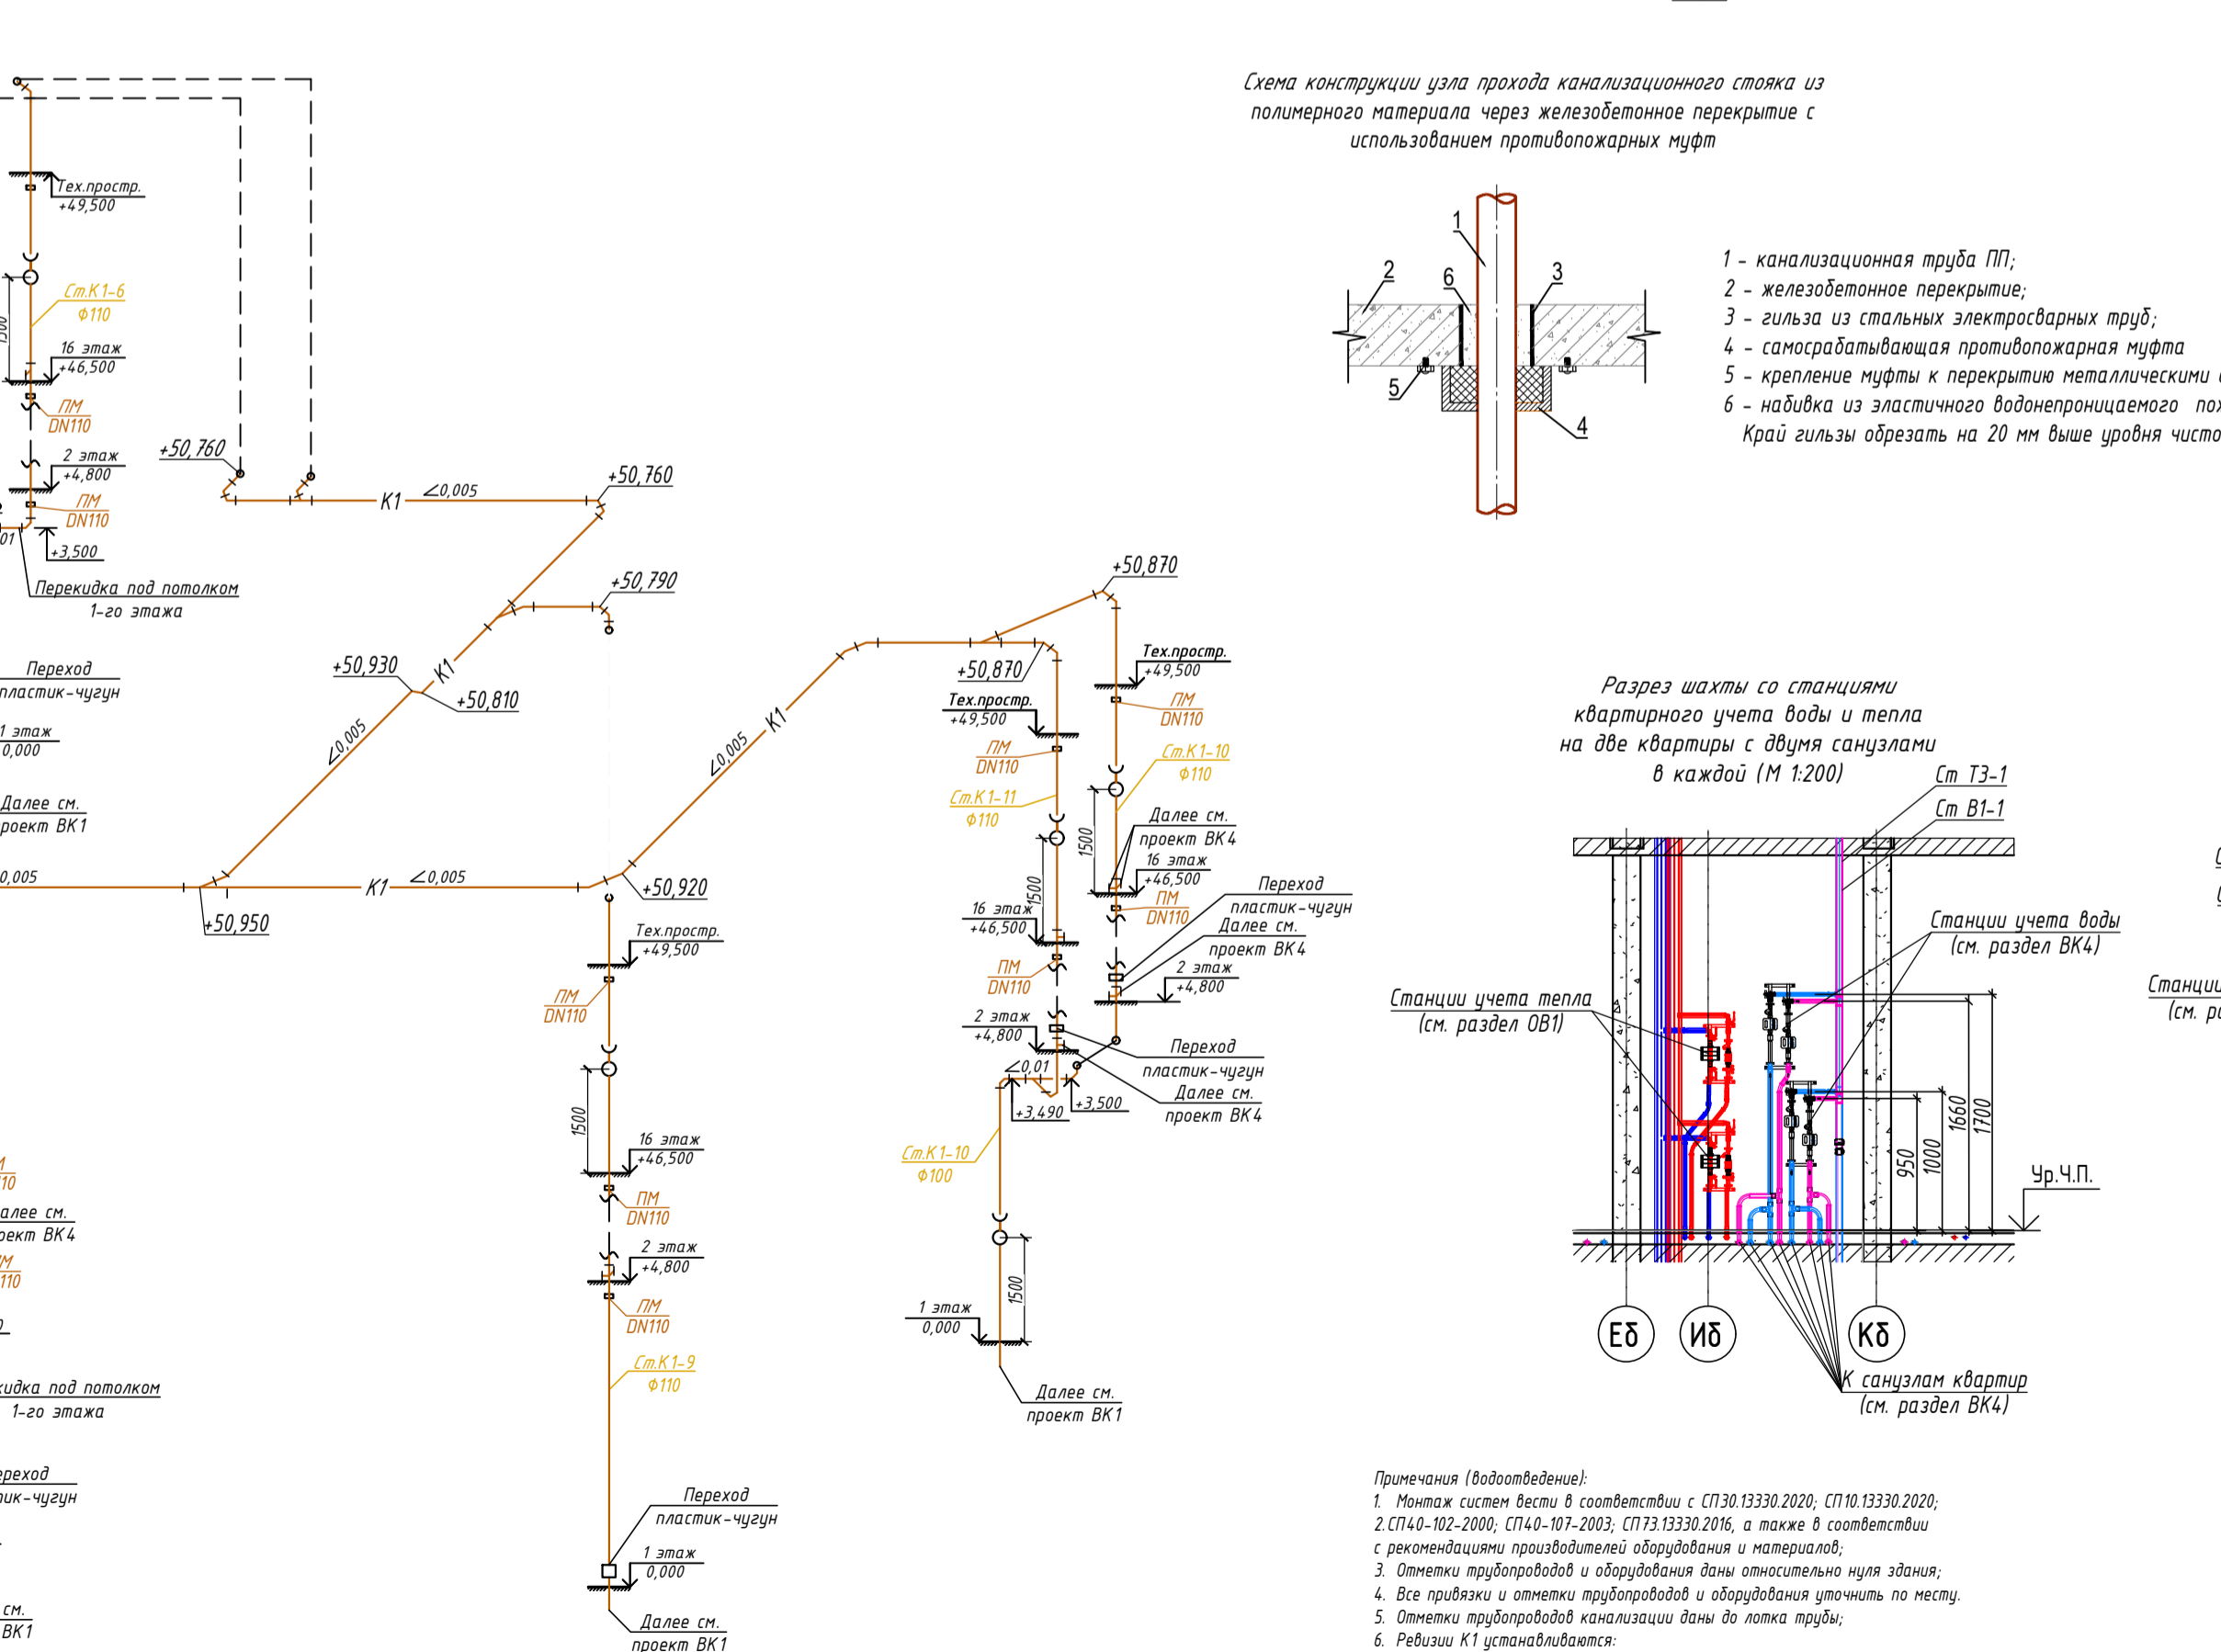 Схема конструкции узла прохода канализационного стояка из
полимерного материала через железобетонное перекрытие с
использованием противопожарных муфт
1
2
6
3
5
4
1 - канализационная труба ПП;
2 - железобетонное перекрытие;
3 - гильза из стальных электросварных труб;
4 - самосрабатывающая противопожарная муфта
5 - крепление муфты к перекрытию металлическими
6 - набивка из эластичного водонепроницаемого
Край гильзы обрезать на 20 мм выше уровня
Тех.простр.
+49,500
Ст.К1-6
Ф110
16 этаж
+46,500
ПМ
DN110
2 этаж
+4,800
ПМ
DN110
+3,500
Перекидка под потолком
1-го этажа
+50,760
К1
∠0,005
+50,760
+50,790
Переход
пластик-чугун
+50,930
К1
+50,810
1 этаж
0,000
∠0,005
Далее см.
проект ВК1
0,005
+50,950
К1
∠0,005
+50,920
∠0,005
К1
+50,870
+50,870
Тех.простр.
+49,500
Тех.простр.
+49,500
ПМ
DN110
ПМ
DN110
Ст.К1-10
Ф110
Ст.К1-11
Ф110
1500
Далее см.
проект ВК4
1500
16 этаж
+46,500
ПМ
DN110
Переход
пластик-чугун
16 этаж
+46,500
Далее см.
проект ВК4
ПМ
DN110
2 этаж
+4,800
2 этаж
+4,800
Переход
пластик-чугун
∠0,01
Далее см.
проект ВК4
+3,490
+3,500
Ст.К1-10
Ф100
1500
1 этаж
0,000
Далее см.
проект ВК1
Тех.простр.
+49,500
ПМ
DN110
1500
16 этаж
+46,500
ПМ
DN110
2 этаж
+4,800
ПМ
DN110
Ст.К1-9
Ф110
Переход
пластик-чугун
1 этаж
0,000
Далее см.
проект ВК1
см.
ВК4
под потолком
1-го этажа
см.
ВК1
Разрез шахты со станциями
квартирного учета воды и тепла
на две квартиры с двумя санузлами
в каждой (М 1:200)
Ст Т3-1
Ст В1-1
Станции учета воды
(см. раздел ВК4)
Станции учета тепла
(см. раздел ОВ1)
Станции
(см.
950
1000
1660
1700
Ур.Ч.П.
Еб
Иб
Кб
К санузлам квартир
(см. раздел ВК4)
Примечания (водоотведение):
1. Монтаж систем вести в соответствии с СП30.13330.2020; СП10.13330.2020;
2.СП40-102-2000; СП40-107-2003; СП73.13330.2016, а также в соответствии
с рекомендациями производителей оборудования и материалов;
3. Отметки трубопроводов и оборудования даны относительно нуля здания;
4. Все привязки и отметки трубопроводов и оборудования уточнить по месту.
5. Отметки трубопроводов канализации даны до лотка трубы;
6. Ревизии К1 устанавливаются: